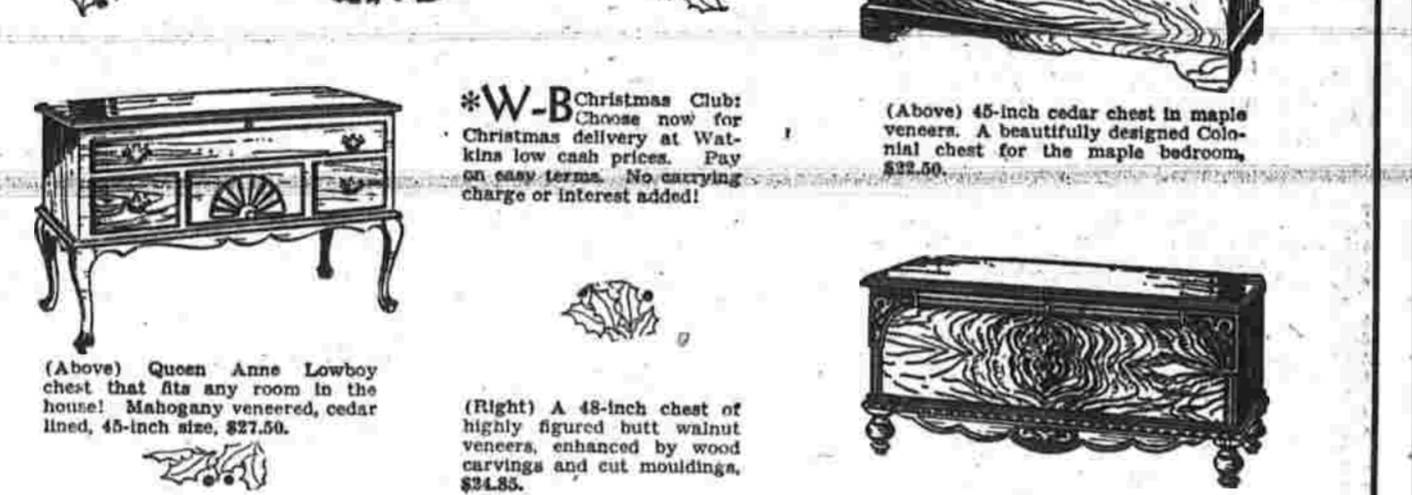 (Above) Queen Anne Lowboy
chest that fits any room in the
house! Mahogany veneered, cedar
lined, 45-inch size, $27.50.
*W-B Christmas Club:
Choose now for
Christmas delivery at Wat-
kins low cash prices. Pay
on easy terms. No carrying
charge or interest added!
(Right) A 48-inch chest of
highly figured butt walnut
veneers, enhanced by wood
carvings and cut mouldings,
(Above) 45-inch cedar chest in maple
veneers. A beautifully designed Colo-
nial chest for the maple bedroom,